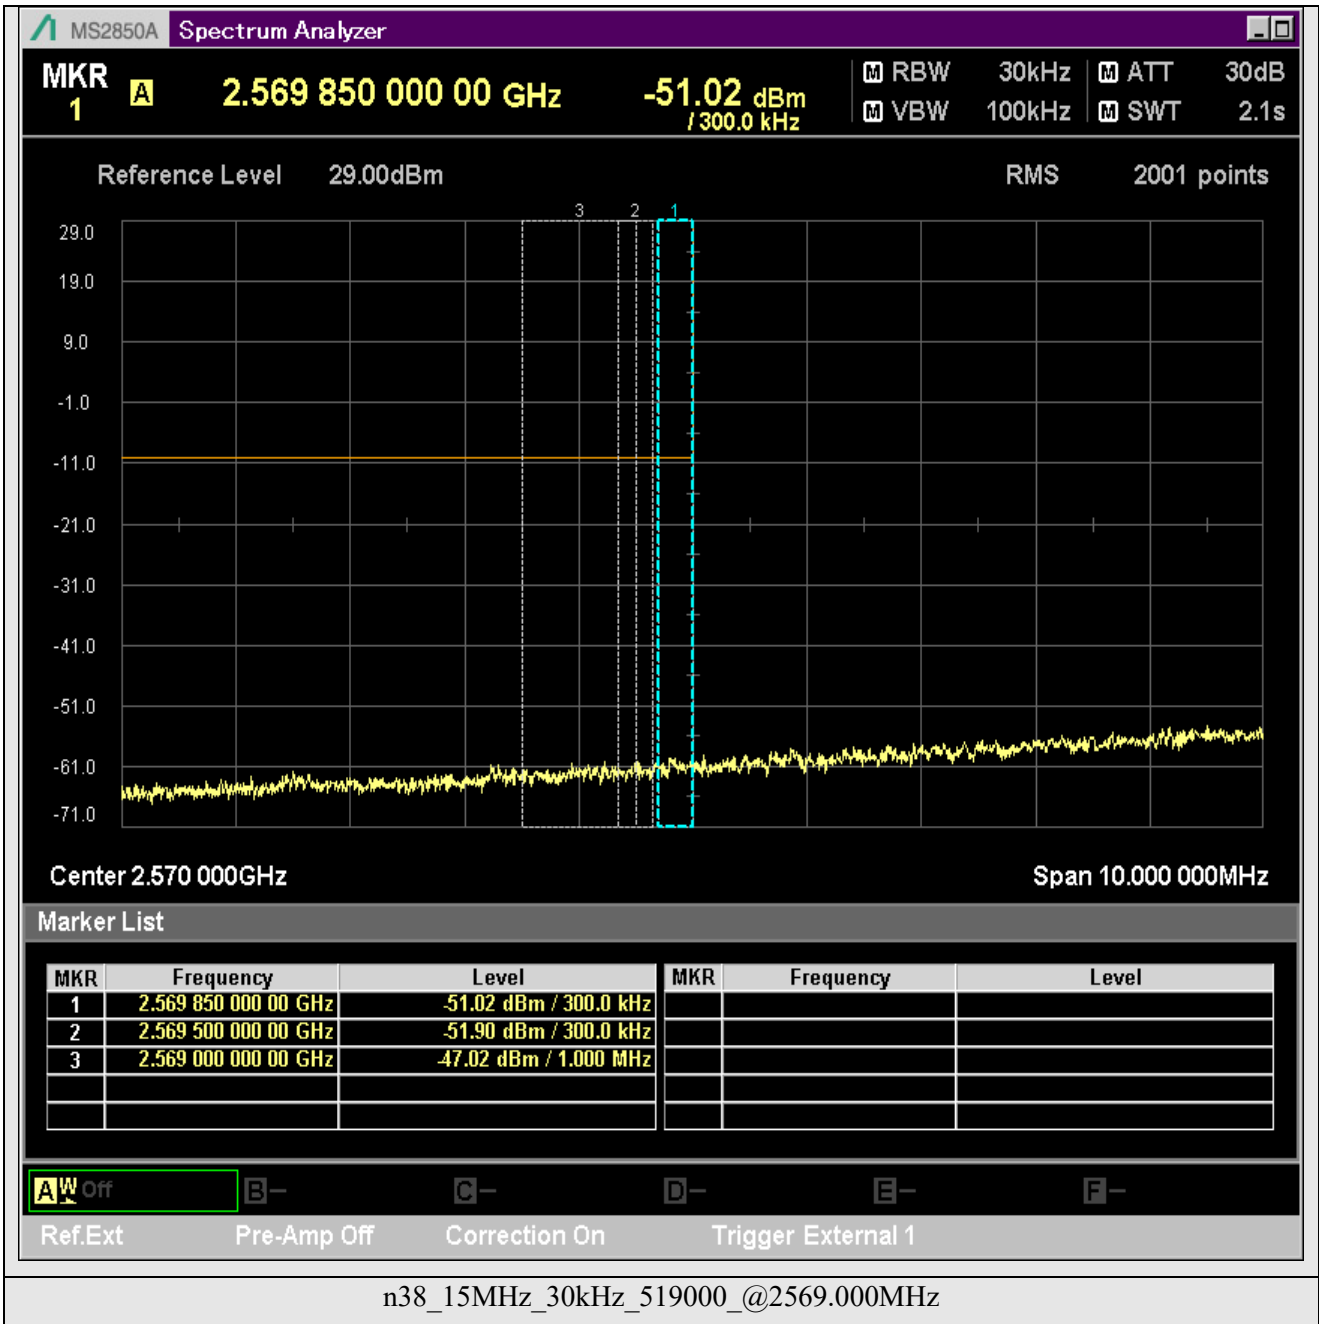 MS2850A Spectrum Analyzer
MKR 1 A 2.569 850 000 00 GHz -51.02 dBm / 300.0 kHz
M RBW 30kHz M ATT 30dB
M VBW 100kHz M SWT 2.1s
Reference Level 29.00dBm RMS 2001 points
3 2 1
29.0
19.0
9.0
-1.0
-11.0
-21.0
-31.0
-41.0
-51.0
-61.0
-71.0
Center 2.570 000GHz Span 10.000 000MHz
Marker List
MKR Frequency Level MKR Frequency Level
1 2.569 850 000 00 GHz -51.02 dBm / 300.0 kHz
2 2.569 500 000 00 GHz -51.90 dBm / 300.0 kHz
3 2.569 000 000 00 GHz -47.02 dBm / 1.000 MHz
A W Off B - C - D - E - F -
Ref.Ext Pre-Amp Off Correction On Trigger External 1
n38_15MHz_30kHz_519000_@2569.000MHz